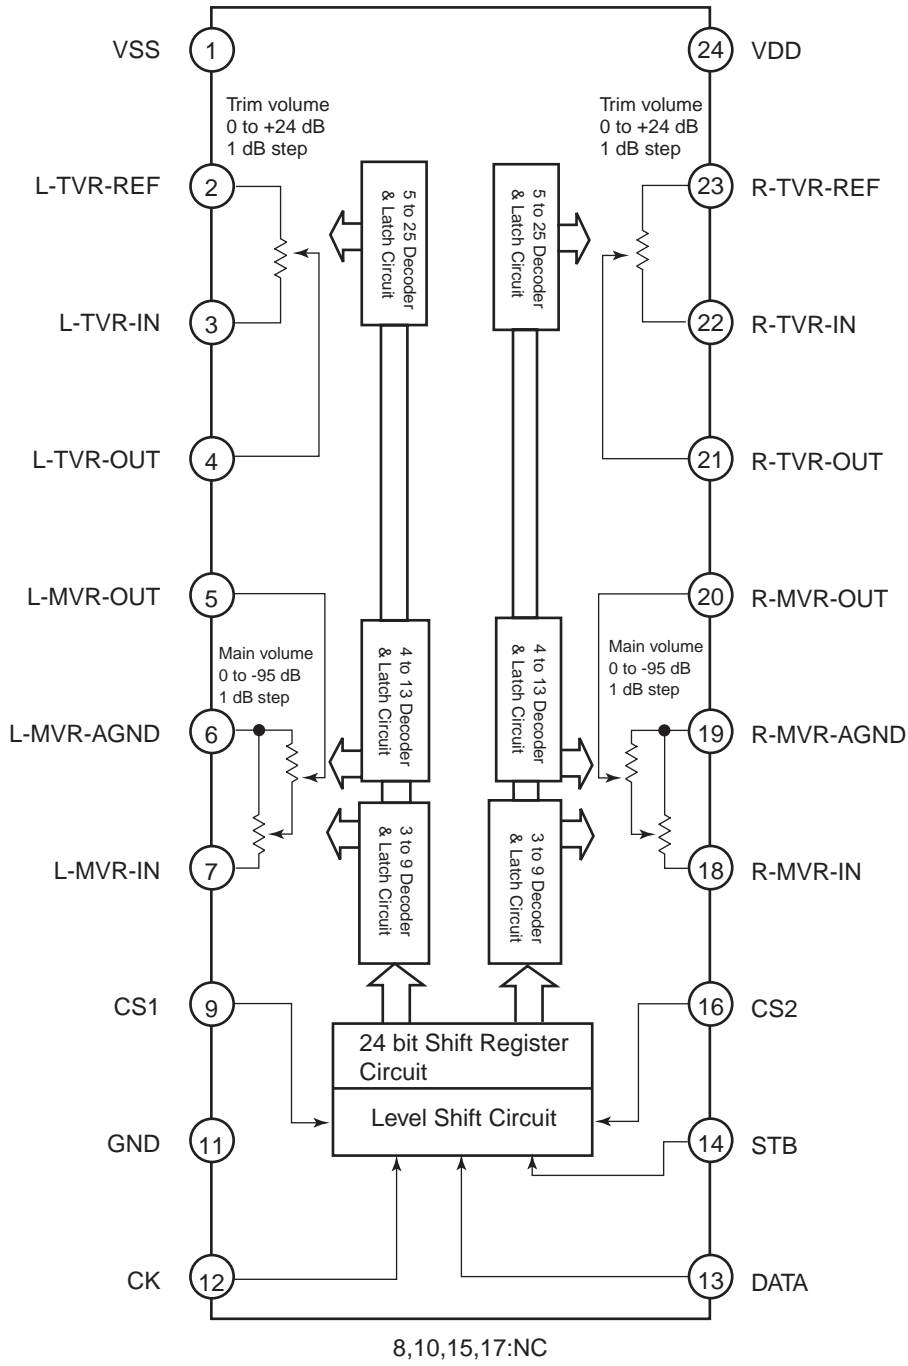 VSS 1
24 VDD
Trim volume
0 to +24 dB
1 dB step
Trim volume
0 to +24 dB
1 dB step
L-TVR-REF 2
5 to 25 Decoder
& Latch Circuit
5 to 25 Decoder
& Latch Circuit
23 R-TVR-REF
L-TVR-IN 3
22 R-TVR-IN
L-TVR-OUT 4
21 R-TVR-OUT
L-MVR-OUT 5
20 R-MVR-OUT
Main volume
0 to -95 dB
1 dB step
4 to 13 Decoder
& Latch Circuit
4 to 13 Decoder
& Latch Circuit
Main volume
0 to -95 dB
1 dB step
L-MVR-AGND 6
19 R-MVR-AGND
3 to 9 Decoder
& Latch Circuit
3 to 9 Decoder
& Latch Circuit
L-MVR-IN 7
18 R-MVR-IN
CS1 9
16 CS2
24 bit Shift Register
Circuit
Level Shift Circuit
GND 11
14 STB
CK 12
13 DATA
8,10,15,17:NC